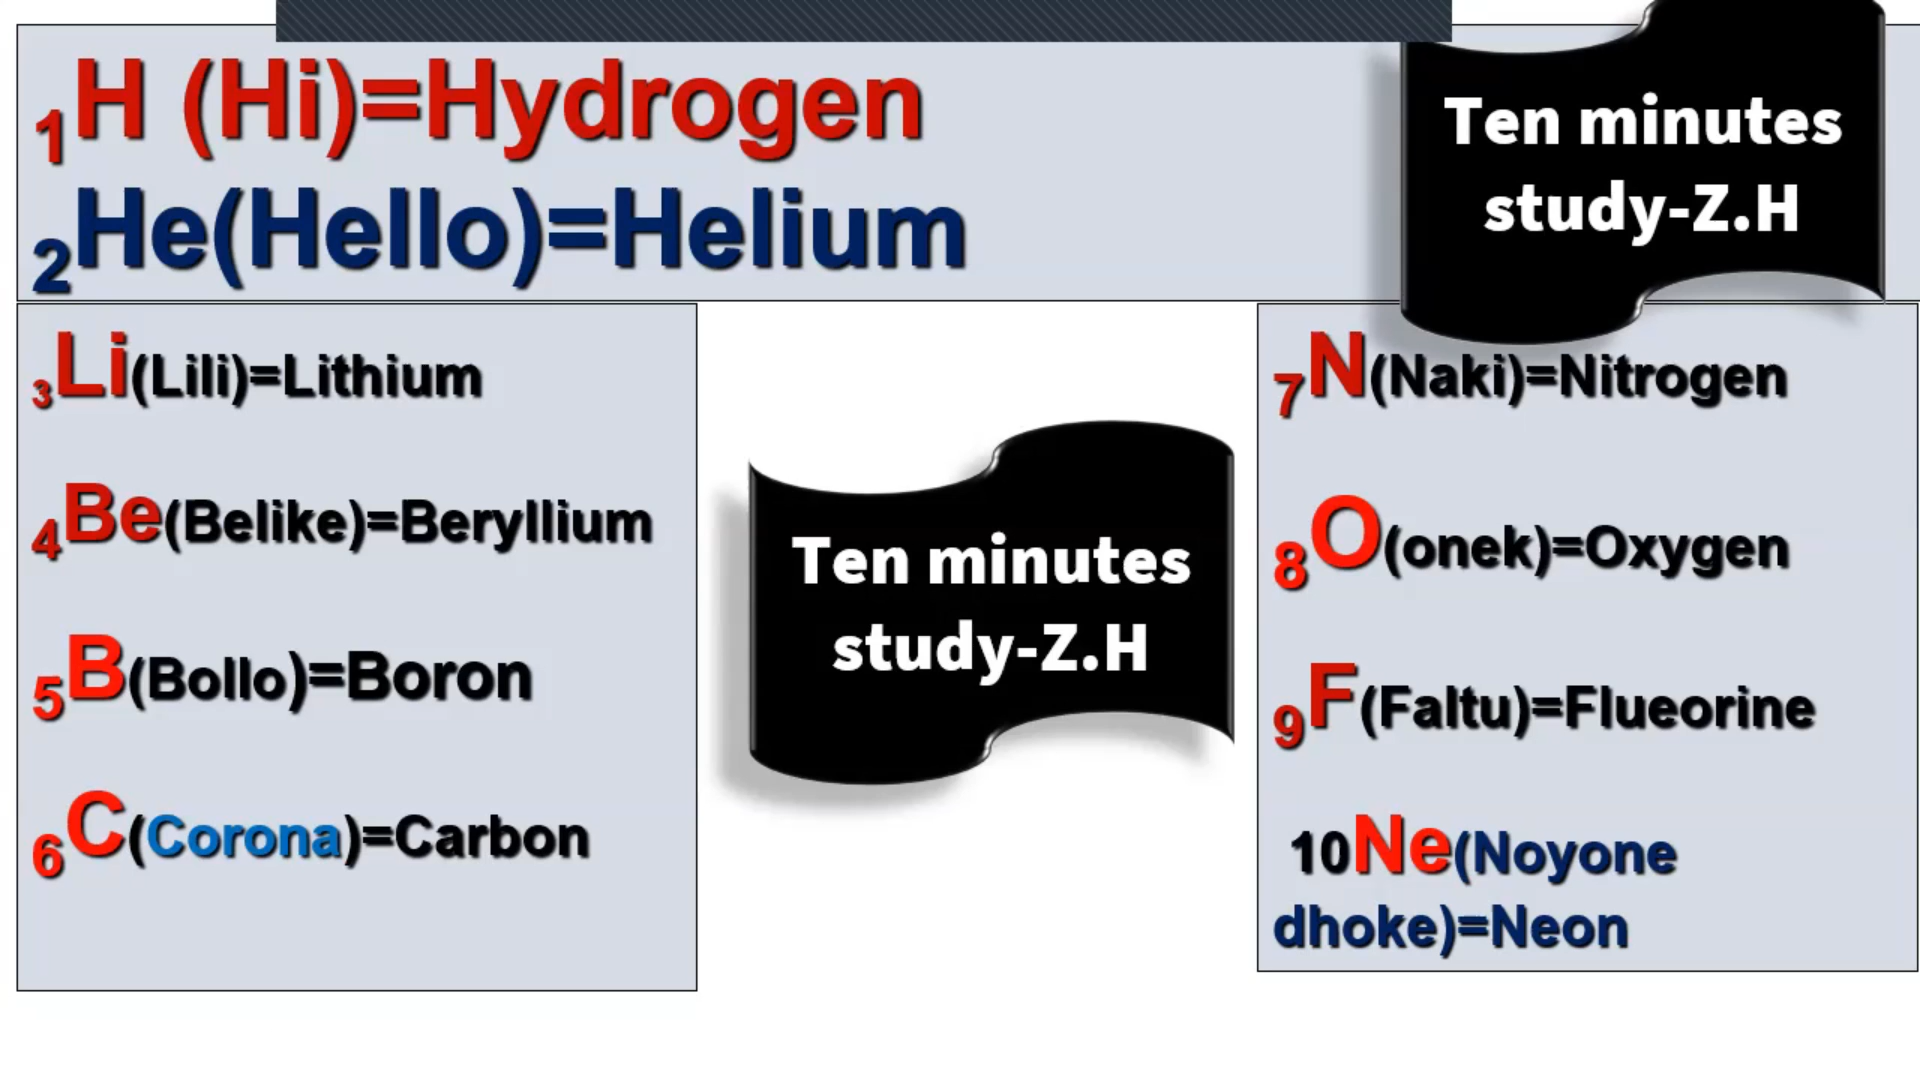 1H (Hi)=Hydrogen
2He(Hello)=Helium
Ten minutes
study-Z.H
3Li(Lili)=Lithium
4Be(Belike)=Beryllium
5B(Bollo)=Boron
6C(Corona)=Carbon
Ten minutes
study-Z.H
7N(Naki)=Nitrogen
8O(onek)=Oxygen
9F(Faltu)=Flueorine
10Ne(Noyone
dhoke)=Neon